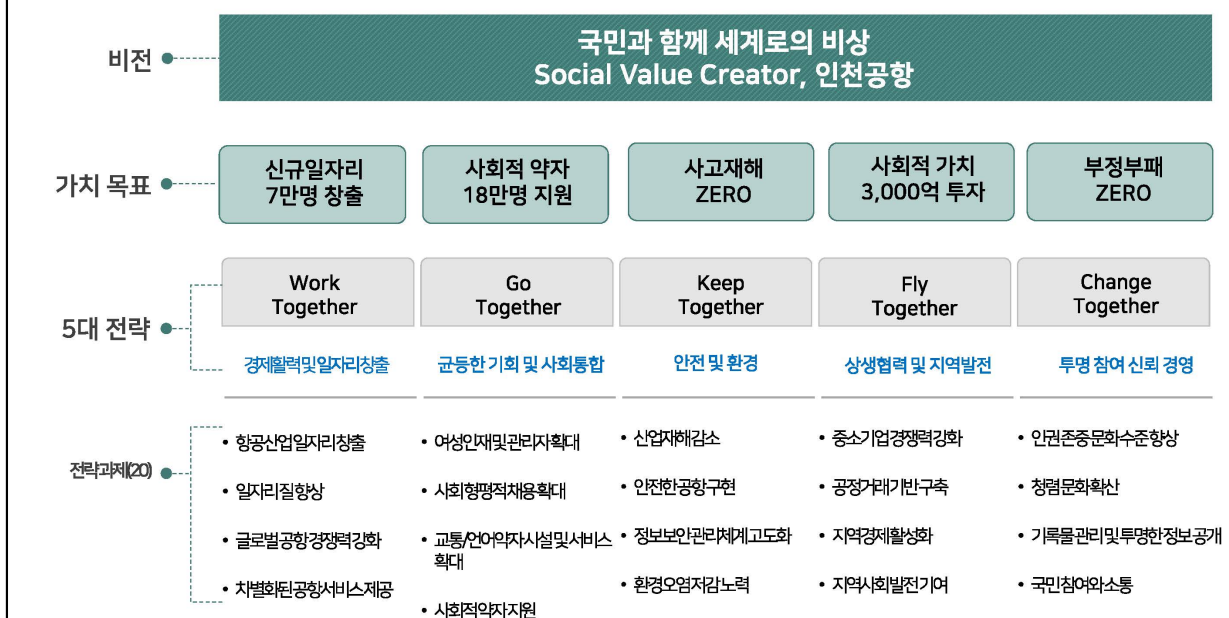 비전
국민과 함께 세계로의 비상
Social Value Creator, 인천공항
가치 목표
신규일자리
7만명 창출
사회적 약자
18만명 지원
사고재해
ZERO
사회적 가치
3,000억 투자
부정부패
ZERO
5대 전략
Work
Together
Go
Together
Keep
Together
Fly
Together
Change
Together
경제활력및일자리창출
균등한 기회 및 사회통합
안전 및 환경
상생협력 및 지역발전
투명 참여 신뢰 경영
전략과제(20)
• 항공산업일자리창출
• 일자리질향상
• 글로벌공항경쟁력강화
• 차별화된공항서비스제공
• 여성인재및관리자확대
• 사회형평적채용확대
• 교통/언어약자시설및서비스
확대
• 사회적약자지원
• 산업재해감소
• 안전한공항구현
• 정보보안관리체계고도화
• 환경오염저감노력
• 중소기업경쟁력강화
• 공정거래기반구축
• 지역경제활성화
• 지역사회발전기여
• 인권존중문화수준향상
• 청렴문화확산
• 기록물관리및투명한정보공개
• 국민참여와소통